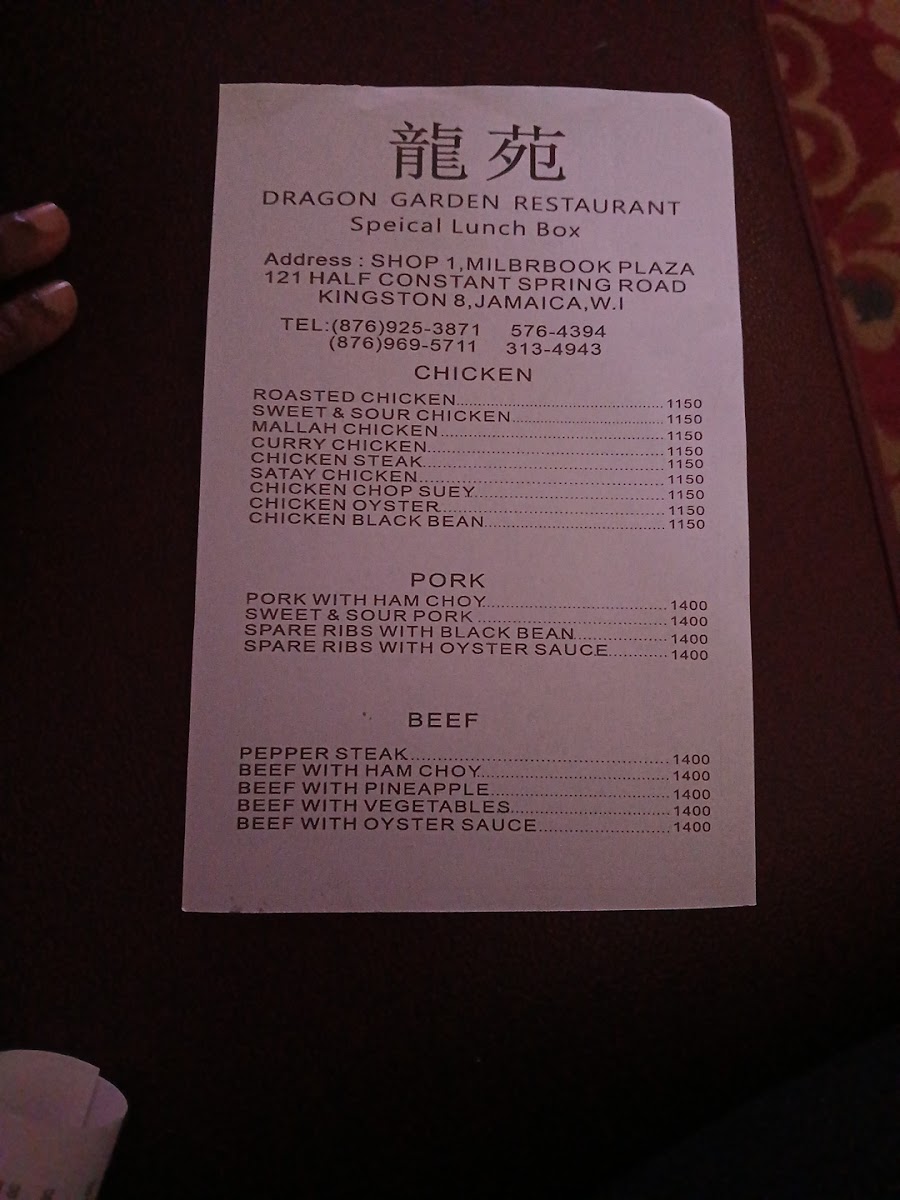 龍苑
DRAGON GARDEN RESTAURANT
Speical Lunch Box
Address : SHOP 1,MILBRBOOK PLAZA
121 HALF CONSTANT SPRING ROAD
KINGSTON 8,JAMAICA,W.I
TEL:(876)925-3871 576-4394
(876)969-5711 313-4943
CHICKEN
ROASTED CHICKEN 1150
SWEET & SOUR CHICKEN 1150
MALLAH CHICKEN 1150
CURRY CHICKEN 1150
CHICKEN STEAK 1150
SATAY CHICKEN 1150
CHICKEN CHOP SUEY 1150
CHICKEN OYSTER 1150
CHICKEN BLACK BEAN 1150
PORK
PORK WITH HAM CHOY 1400
SWEET & SOUR PORK 1400
SPARE RIBS WITH BLACK BEAN 1400
SPARE RIBS WITH OYSTER SAUCE 1400
BEEF
PEPPER STEAK 1400
BEEF WITH HAM CHOY 1400
BEEF WITH PINEAPPLE 1400
BEEF WITH VEGETABLES 1400
BEEF WITH OYSTER SAUCE 1400